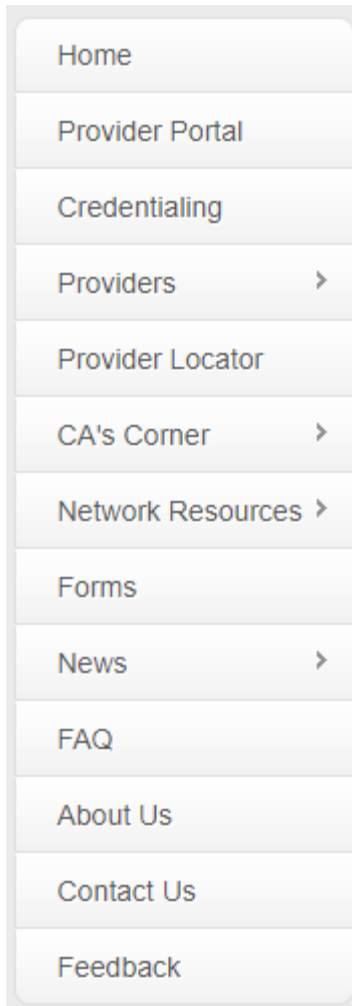 Home
Provider Portal
Credentialing
Providers
Provider Locator
CA's Corner
Network Resources
Forms
News
FAQ
About Us
Contact Us
Feedback